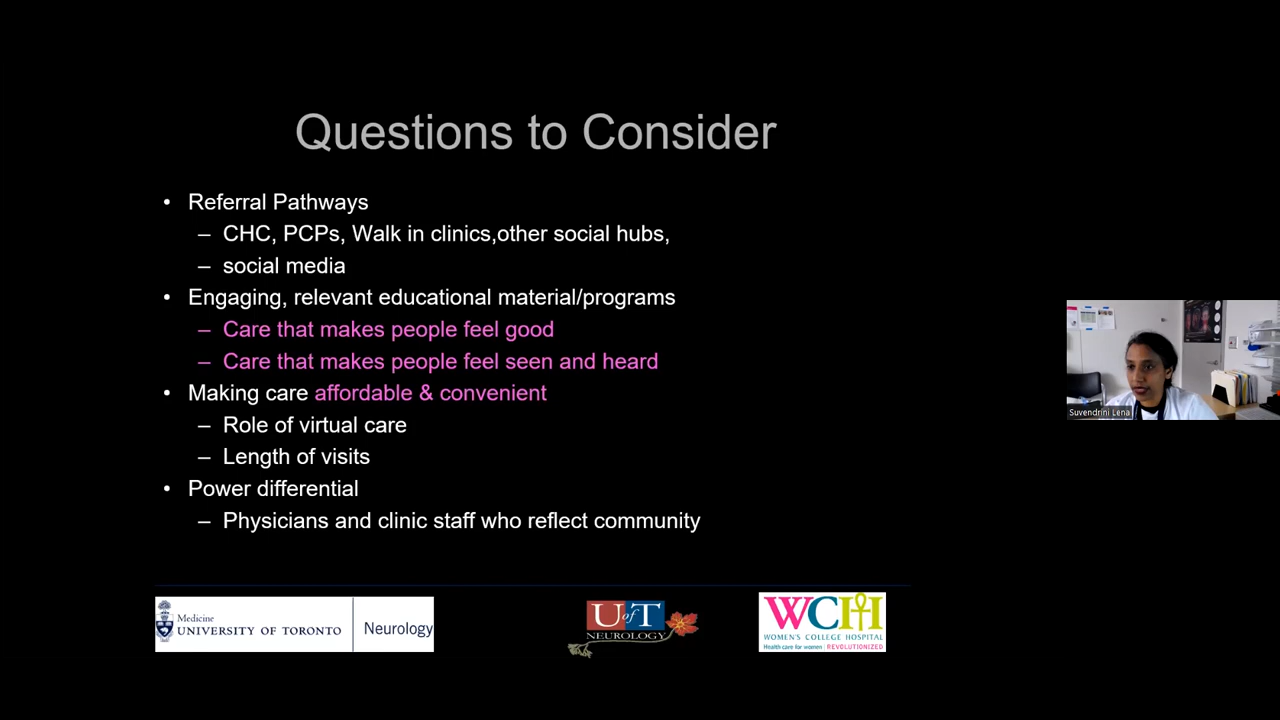 Questions to Consider
• Referral Pathways
– CHC, PCPs, Walk in clinics,other social hubs,
– social media
• Engaging, relevant educational material/programs
– Care that makes people feel good
– Care that makes people feel seen and heard
• Making care affordable & convenient
– Role of virtual care
– Length of visits
• Power differential
– Physicians and clinic staff who reflect community
Suvendrini Lena
Medicine
UNIVERSITY OF TORONTO
Neurology
UofT
NEUROLOGY
WCH
WOMEN'S COLLEGE HOSPITAL
Health care for women | REVOLUTIONIZED